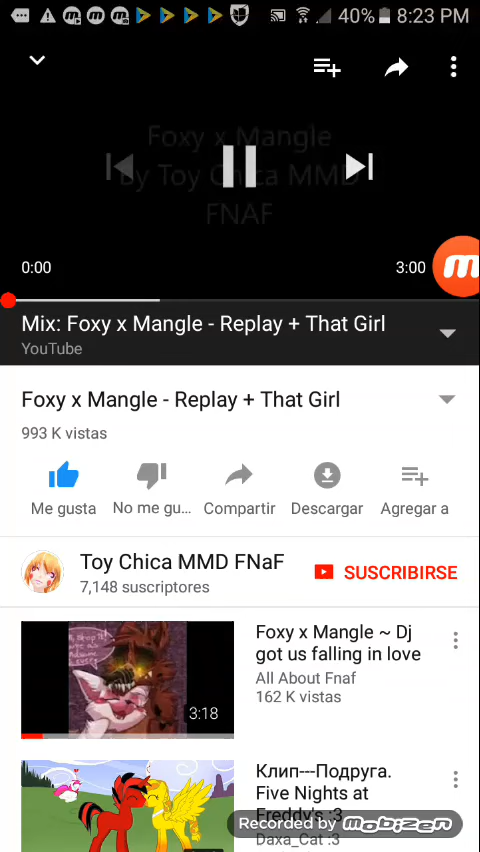 40% 8:23 PM
Foxy x Mangle
by Toy Chica MMD
FNAF
0:00
3:00
Mix: Foxy x Mangle - Replay + That Girl
YouTube
Foxy x Mangle - Replay + That Girl
993 K vistas
Me gusta
No me gu...
Compartir
Descargar
Agregar a
Toy Chica MMD FNaF
7,148 suscriptores
SUSCRIBIRSE
3:18
Foxy x Mangle ~ Dj
got us falling in love
All About Fnaf
162 K vistas
Клип---Подруга.
Five Nights at
Freddy's :3
Daxa_Cat :3
Recorded by mobizen